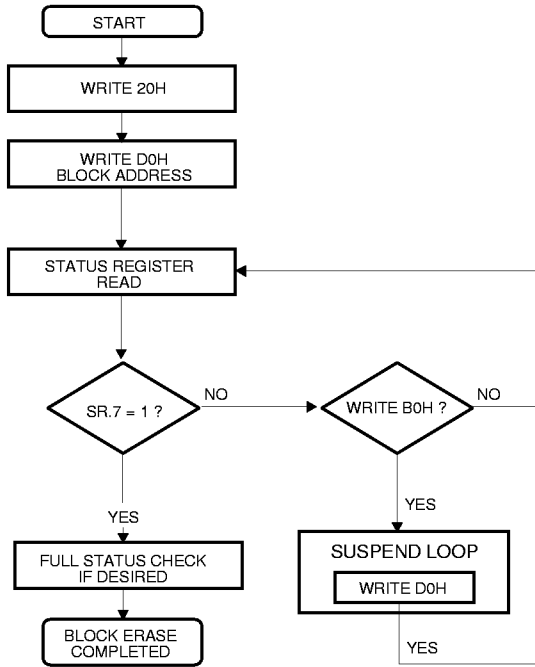 START
WRITE 20H
WRITE D0H
BLOCK ADDRESS
STATUS REGISTER
READ
SR.7 = 1 ?
NO
WRITE B0H ?
NO
YES
YES
FULL STATUS CHECK
IF DESIRED
SUSPEND LOOP
WRITE D0H
BLOCK ERASE
COMPLETED
YES